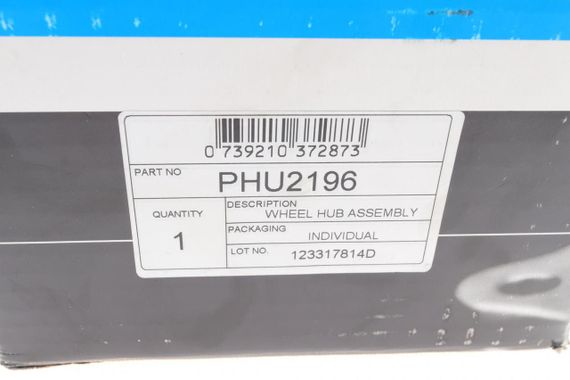 0 739210 372873
PART NO
PHU2196
QUANTITY
1
DESCRIPTION
WHEEL HUB ASSEMBLY
PACKAGING
INDIVIDUAL
LOT NO.
123317814D